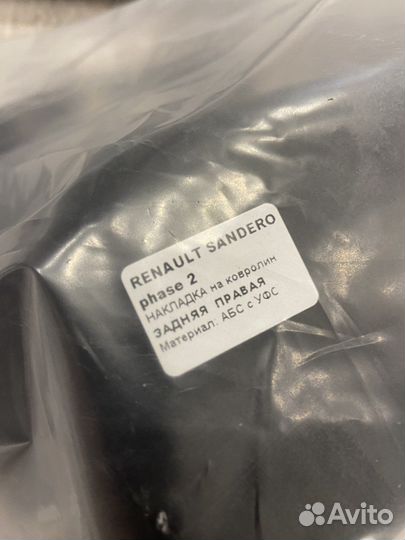 RENAULT SANDERO
phase 2
НАКЛАДКА на ковролин
ЗАДНЯЯ ПРАВАЯ
Материал: АБС с УФС
Avito